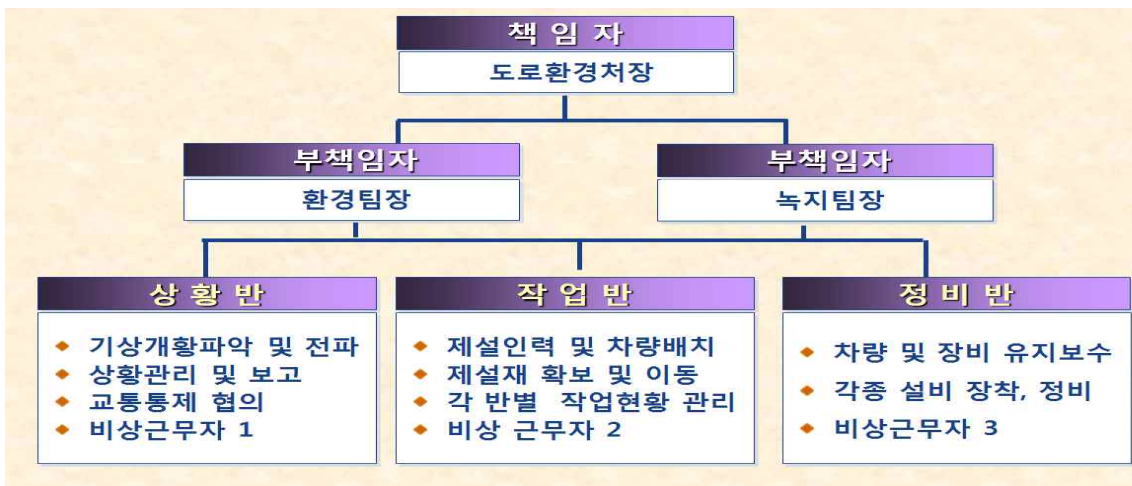 책 임 자
도로환경처장
부책임자
환경팀장
부책임자
녹지팀장
상 황 반
기상개황파악 및 전파
상황관리 및 보고
교통통제 협의
비상근무자 1
작 업 반
제설인력 및 차량배치
제설재 확보 및 이동
각 반별 작업현황 관리
비상 근무자 2
정 비 반
차량 및 장비 유지보수
각종 설비 장착, 정비
비상근무자 3